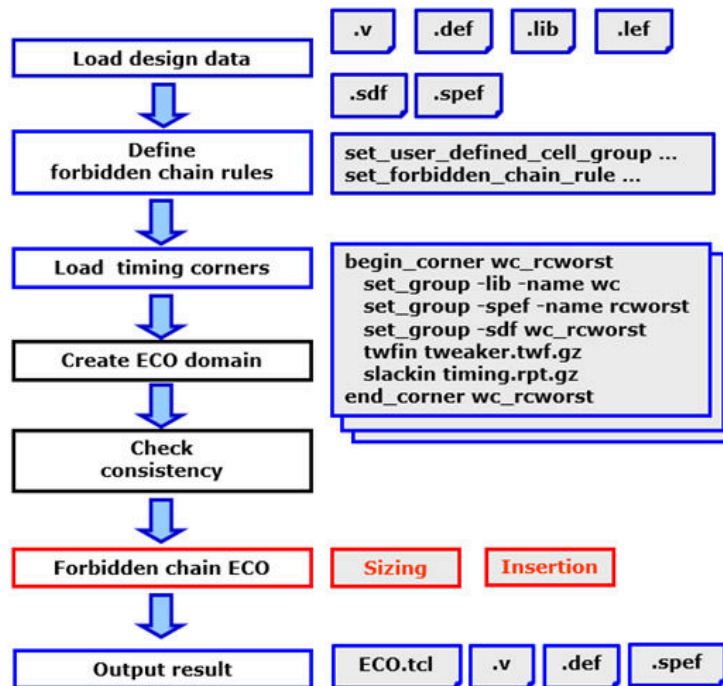 Load design data
.v
.def
.lib
.lef
.sdf
.spef
Define
forbidden chain rules
set_user_defined_cell_group ...
set_forbidden_chain_rule ...
Load timing corners
begin_corner wc_rcworst
set_group -lib -name wc
set_group -spef -name rcworst
set_group -sdf wc_rcworst
twfin tweaker.twf.gz
slackin timing.rpt.gz
end_corner wc_rcworst
Create ECO domain
Check
consistency
Forbidden chain ECO
Sizing
Insertion
Output result
ECO.tcl
.v
.def
.spef